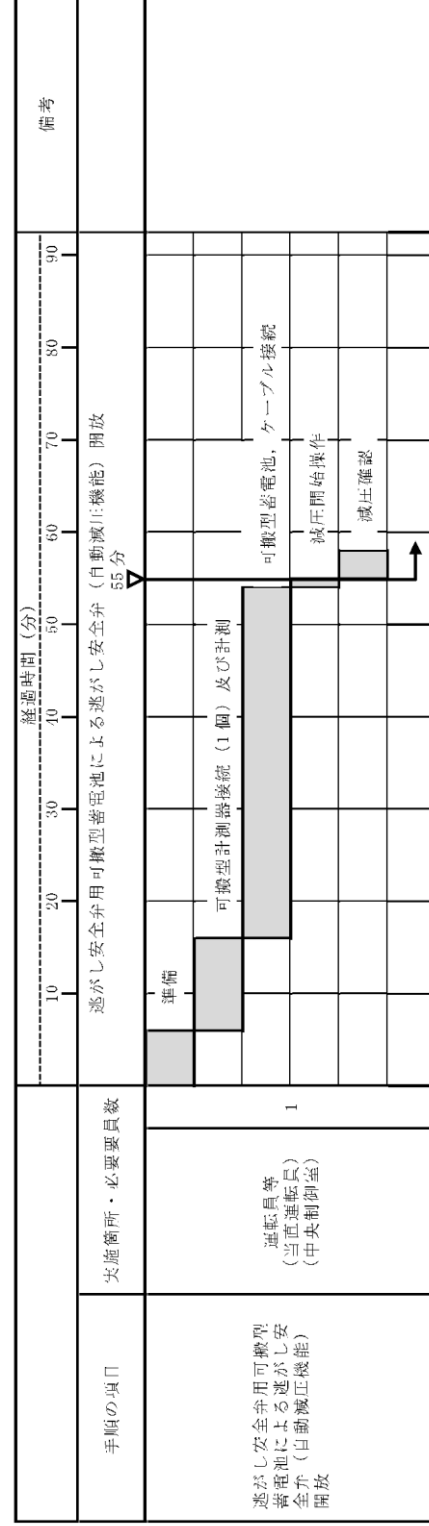 経過時間（分）
備考
10 20 30 40 50 60 70 80 90
手順の項目
実施箇所・必要要員数
逃がし安全弁用可搬型蓄電池による逃がし安全弁（自動減圧機能）開放
55分
逃がし安全弁用可搬型
蓄電池による逃がし安
全弁（自動減圧機能）
開放
運転員等
（当直運転員）
（中央制御室）
1
準備
可搬型計測器接続（1個）及び計測
可搬型蓄電池，ケーブル接続
減圧開始操作
減圧確認